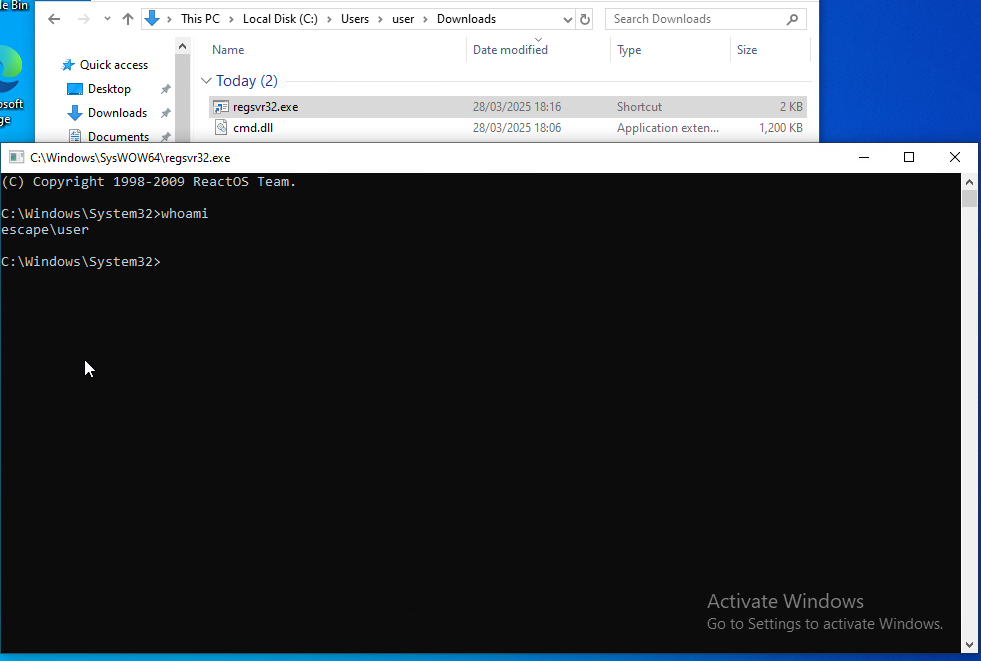 le Bin
This PC > Local Disk (C:) > Users > user > Downloads
Search Downloads
Name Date modified Type Size
Quick access
Today (2)
Desktop
osoft
ge
regsvr32.exe 28/03/2025 18:16 Shortcut 2 KB
Downloads
cmd.dll 28/03/2025 18:06 Application exten... 1,200 KB
Documents
C:\Windows\SysWOW64\regsvr32.exe
(C) Copyright 1998-2009 ReactOS Team.
C:\Windows\System32>whoami
escape\user
C:\Windows\System32>
Activate Windows
Go to Settings to activate Windows.